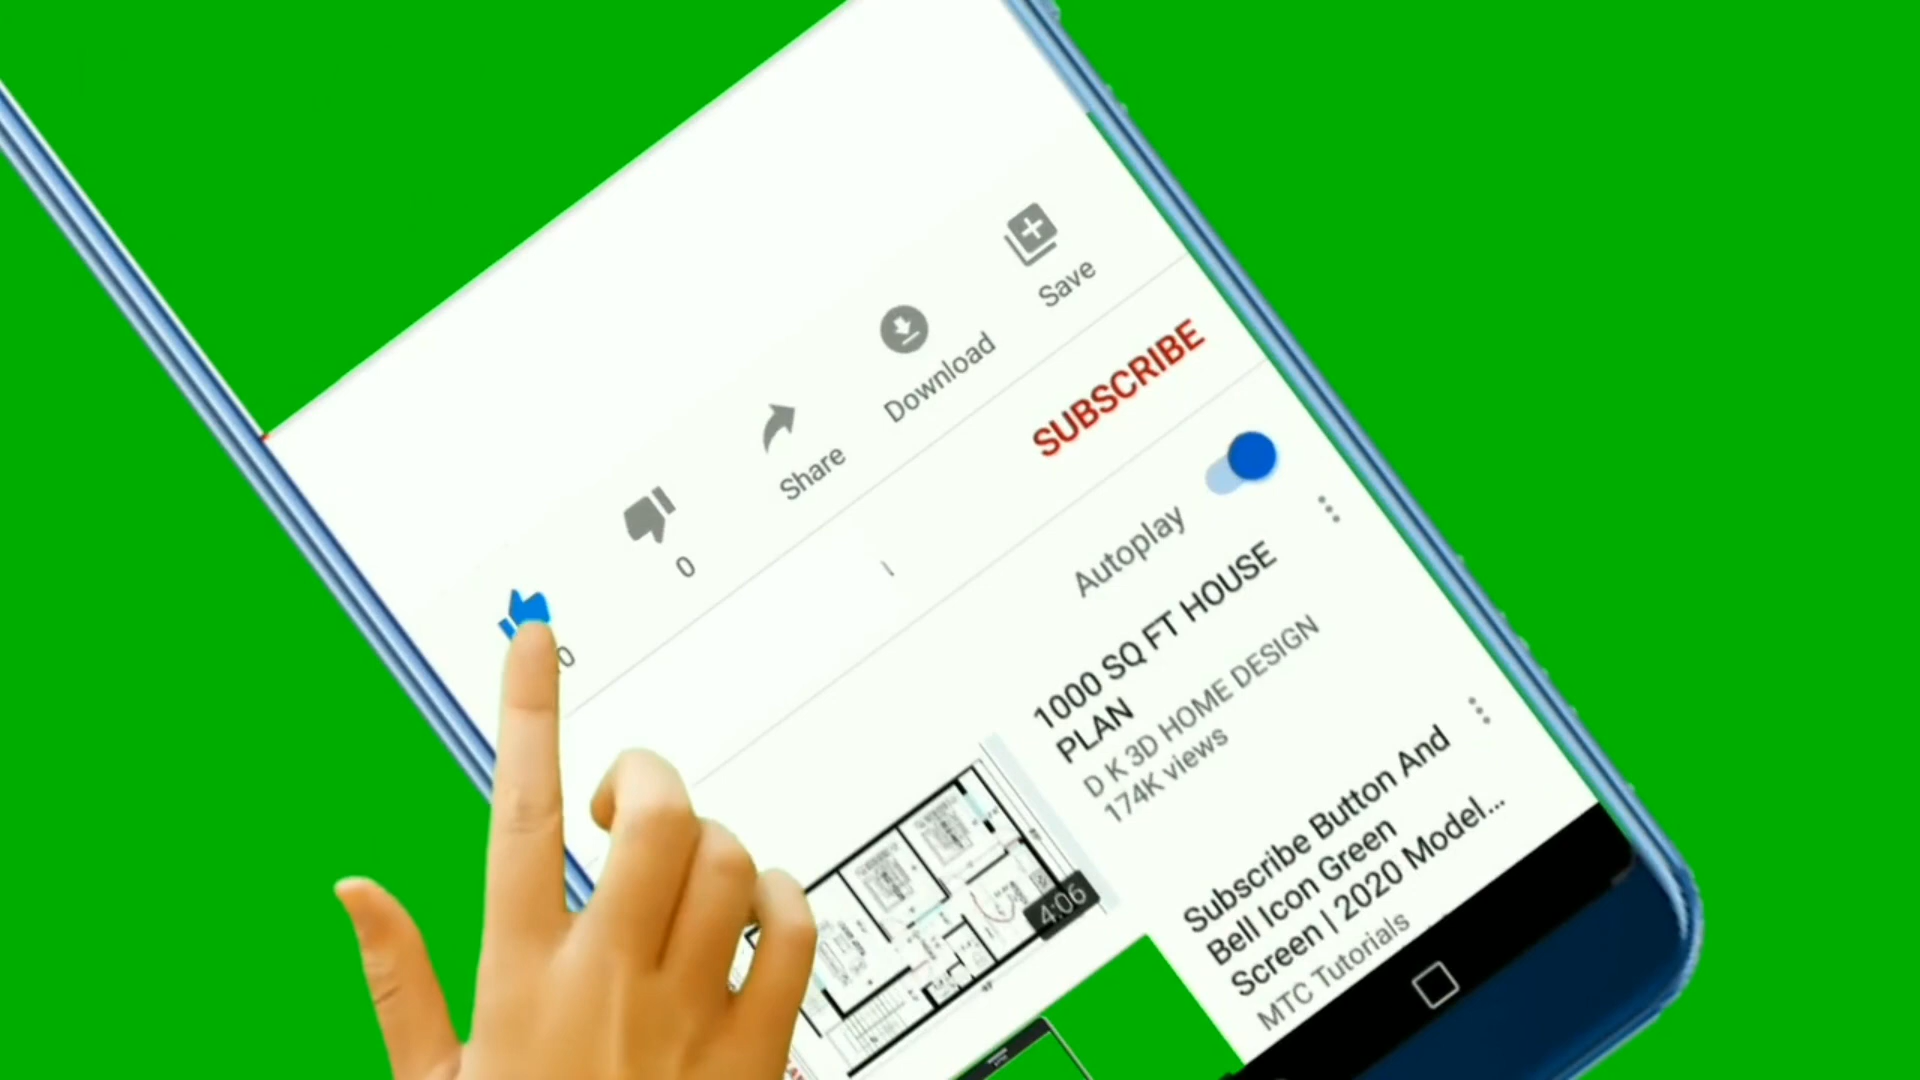 0
0
Share
Download
Save
SUBSCRIBE
Autoplay
1000 SQ FT HOUSE
PLAN
D K 3D HOME DESIGN
174K views
4:06
Subscribe Button And
Bell Icon Green
Screen | 2020 Model...
MTC Tutorials